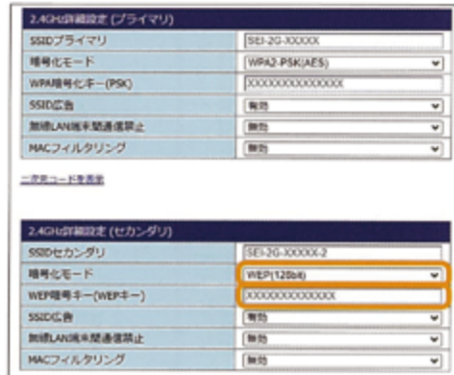 2.4GHz詳細設定 (プライマリ)
SSIDプライマリ SEI-2G-XXXXX
暗号化モード WPA2-PSK(AES)
WPA暗号化キー(PSK) XXXXXXXXXXXXXX
SSID広告 有効
無線LAN端末間通信禁止 無効
MACフィルタリング 無効
二次元コードを表示
2.4GHz詳細設定 (セカンダリ)
SSIDセカンダリ SEI-2G-XXXXX-2
暗号化モード WEP(128bit)
WEP暗号キー(WEPキー) XXXXXXXXXXXXX
SSID広告 有効
無線LAN端末間通信禁止 無効
MACフィルタリング 無効